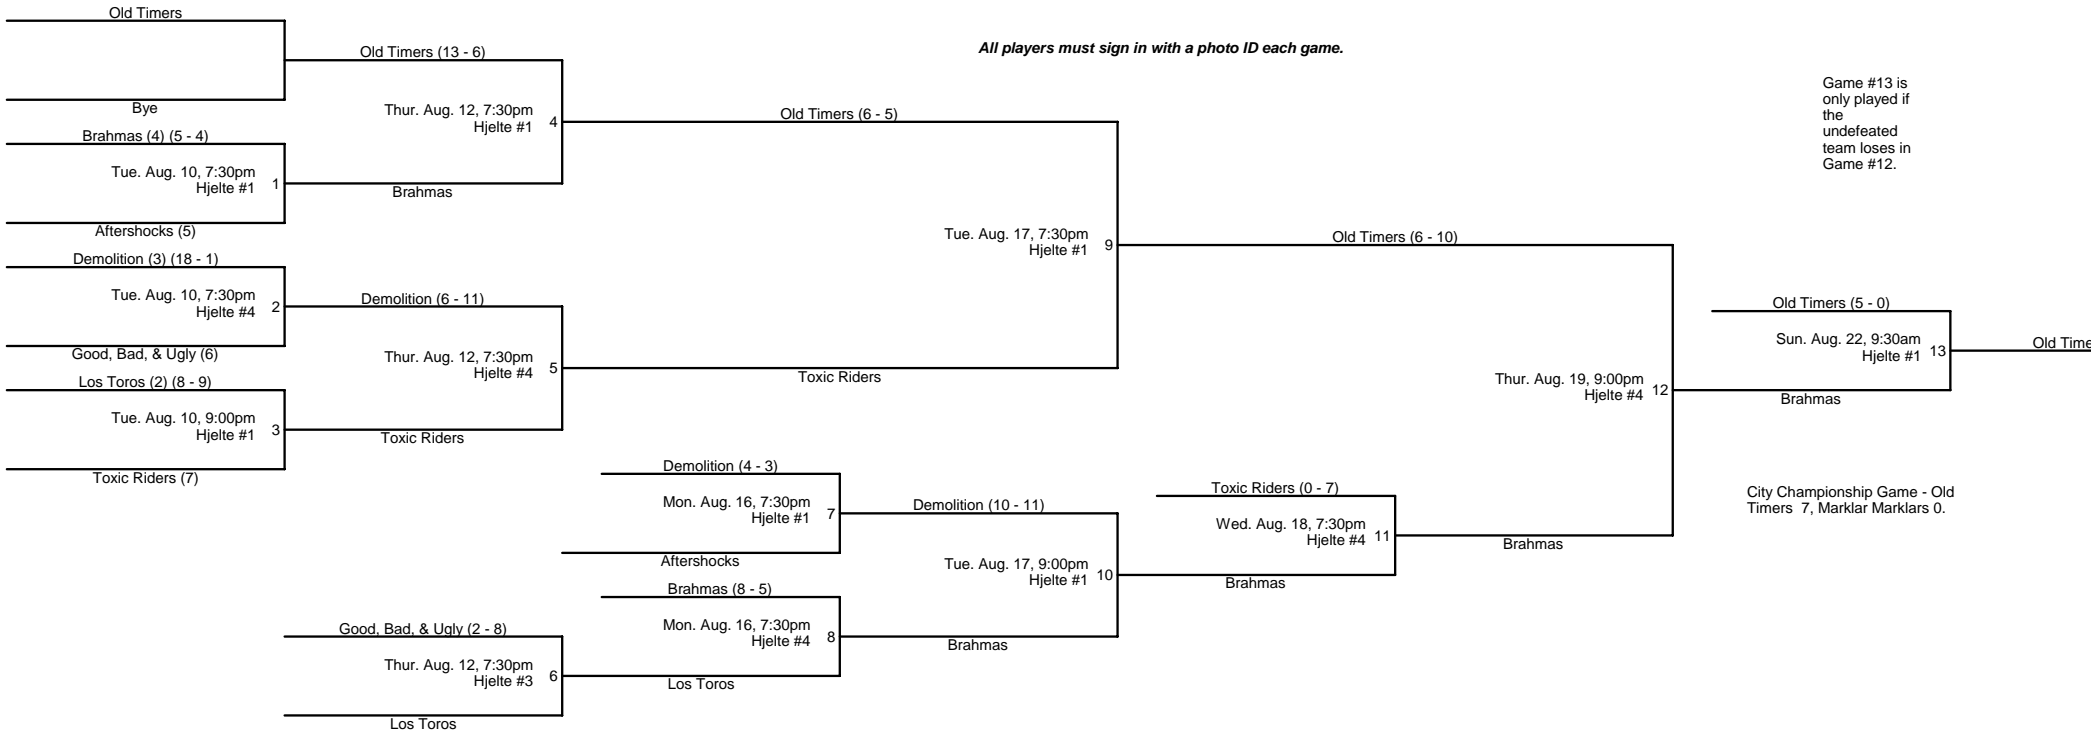 Old Timers
Bye
Brahmas (4) (5 - 4)
Tue. Aug. 10, 7:30pm
Hjelte #1
1
Aftershocks (5)
Demolition (3) (18 - 1)
Tue. Aug. 10, 7:30pm
Hjelte #4
2
Good, Bad, & Ugly (6)
Los Toros (2) (8 - 9)
Tue. Aug. 10, 9:00pm
Hjelte #1
3
Toxic Riders (7)
Old Timers (13 - 6)
Thur. Aug. 12, 7:30pm
Hjelte #1
4
Brahmas
Demolition (6 - 11)
Thur. Aug. 12, 7:30pm
Hjelte #4
5
Toxic Riders
Good, Bad, & Ugly (2 - 8)
Thur. Aug. 12, 7:30pm
Hjelte #3
6
Los Toros
Demolition (4 - 3)
Mon. Aug. 16, 7:30pm
Hjelte #1
7
Aftershocks
Brahmas (8 - 5)
Mon. Aug. 16, 7:30pm
Hjelte #4
8
Los Toros
All players must sign in with a photo ID each game.
Old Timers (6 - 5)
Tue. Aug. 17, 7:30pm
Hjelte #1
9
Toxic Riders
Demolition (10 - 11)
Tue. Aug. 17, 9:00pm
Hjelte #1
10
Brahmas
Toxic Riders (0 - 7)
Wed. Aug. 18, 7:30pm
Hjelte #4
11
Brahmas
Old Timers (6 - 10)
Thur. Aug. 19, 9:00pm
Hjelte #4
12
Brahmas
Game #13 is
only played if
the
undefeated
team loses in
Game #12.
Old Timers (5 - 0)
Sun. Aug. 22, 9:30am
Hjelte #1
13
Brahmas
Old Time
City Championship Game - Old
Timers 7, Marklar Marklars 0.